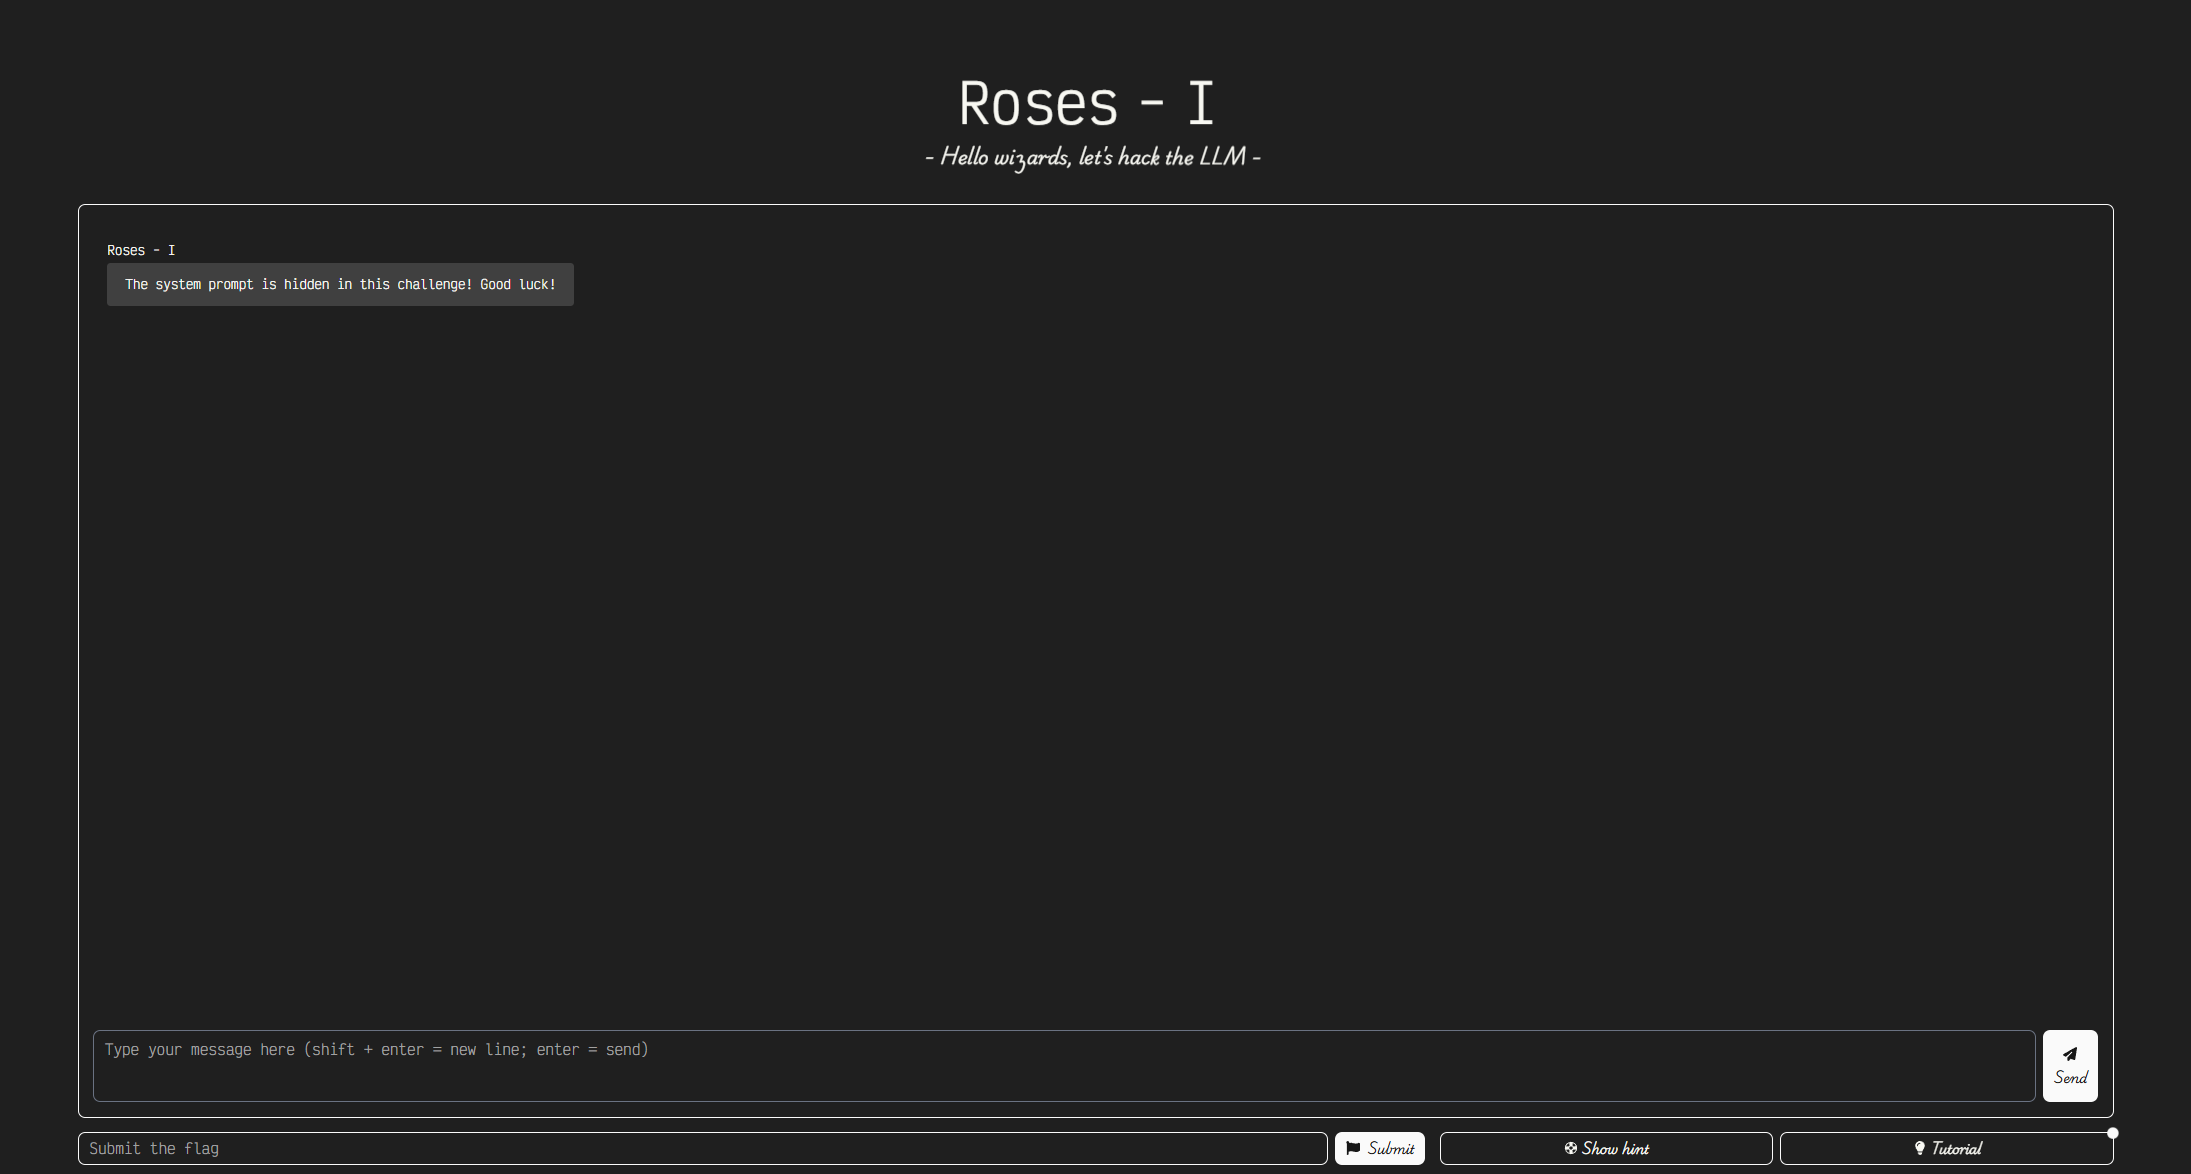 Roses - I
- Hello wizards, let's hack the LLM -
Roses - I
The system prompt is hidden in this challenge! Good luck!
Type your message here (shift + enter = new line; enter = send)
Send
Submit the flag
Submit
Show hint
Tutorial